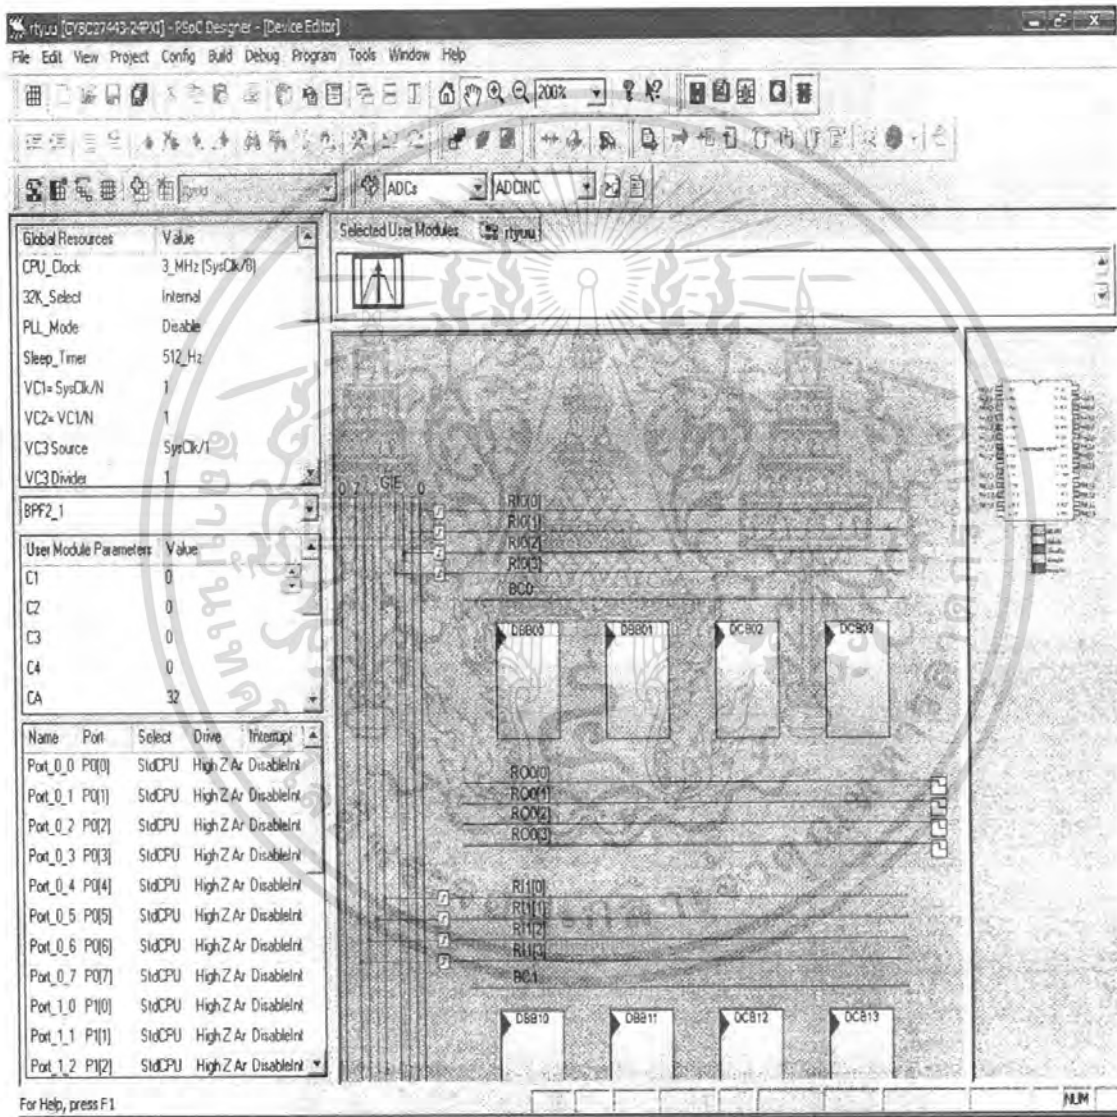 rtyuu [CY8C27443-24PXI] - PSoC Designer - [Device Editor]
File Edit View Project Config Build Debug Program Tools Window Help
200%
ADCs ADCINC
Global Resources Value
CPU_Clock 3_MHz (SysClk/8)
32K_Select Internal
PLL_Mode Disable
Sleep_Timer 512_Hz
VC1= SysClk/N 1
VC2= VC1/N 1
VC3 Source SysClk/1
VC3 Divider 1
BPF2_1
User Module Parameters Value
C1 0
C2 0
C3 0
C4 0
CA 32
Name Port Select Drive Interrupt
Port_0_0 P0[0] StdCPU High Z Ar DisableInt
Port_0_1 P0[1] StdCPU High Z Ar DisableInt
Port_0_2 P0[2] StdCPU High Z Ar DisableInt
Port_0_3 P0[3] StdCPU High Z Ar DisableInt
Port_0_4 P0[4] StdCPU High Z Ar DisableInt
Port_0_5 P0[5] StdCPU High Z Ar DisableInt
Port_0_6 P0[6] StdCPU High Z Ar DisableInt
Port_0_7 P0[7] StdCPU High Z Ar DisableInt
Port_1_0 P1[0] StdCPU High Z Ar DisableInt
Port_1_1 P1[1] StdCPU High Z Ar DisableInt
Port_1_2 P1[2] StdCPU High Z Ar DisableInt
Selected User Modules rtyuu
0 7 GIE 0
RI0[0]
RI0[1]
RI0[2]
RI0[3]
BC0
DBB00 DBB01 DCB02 DCB03
RO0[0]
RO0[1]
RO0[2]
RO0[3]
RI1[0]
RI1[1]
RI1[2]
RI1[3]
BC1
DBB10 DBB11 DCB12 DCB13
For Help, press F1
NUM